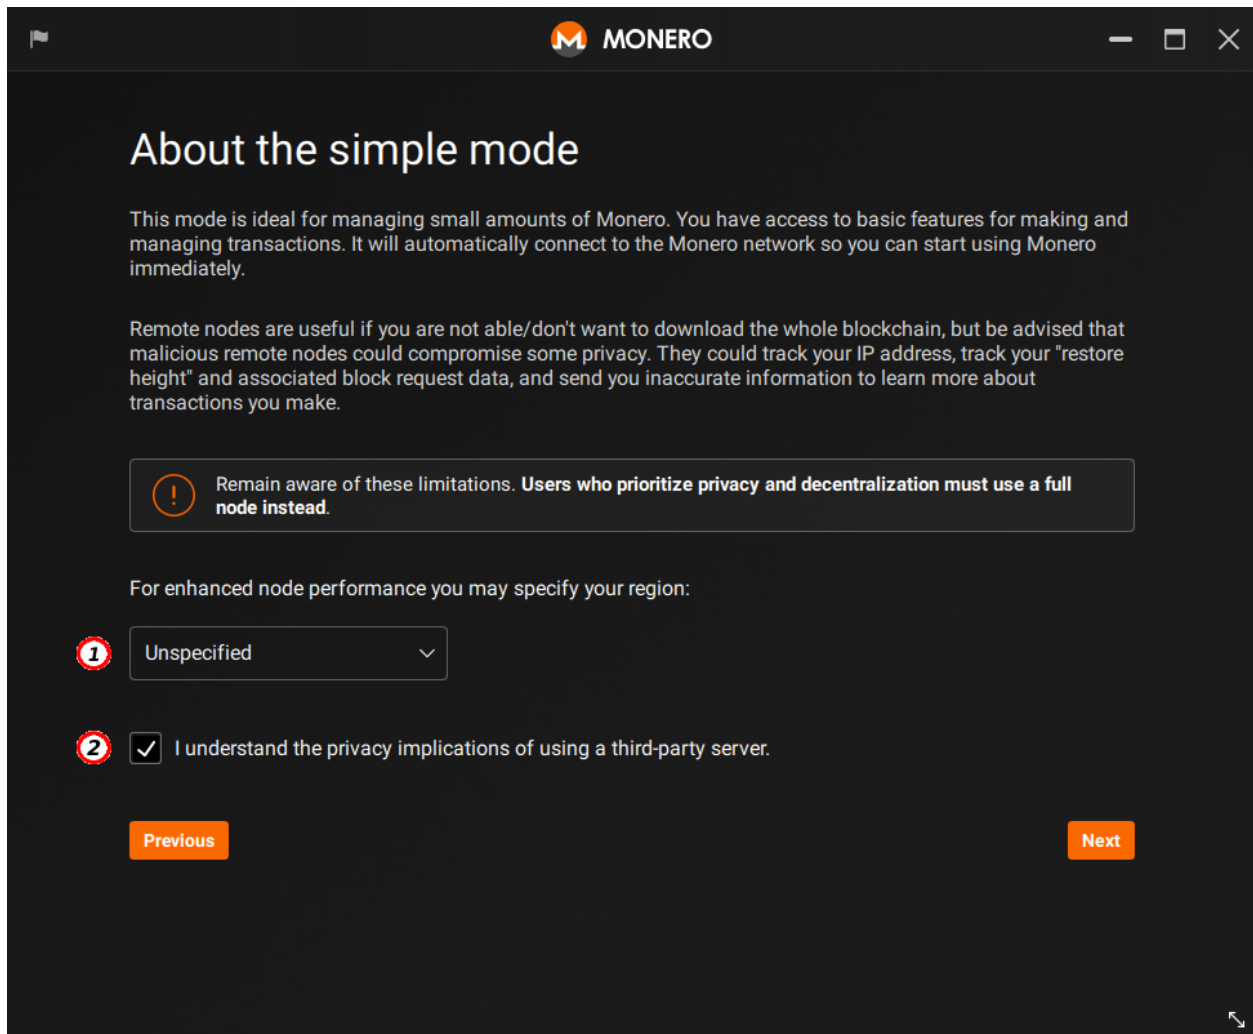 MONERO
About the simple mode
This mode is ideal for managing small amounts of Monero. You have access to basic features for making and
managing transactions. It will automatically connect to the Monero network so you can start using Monero
immediately.
Remote nodes are useful if you are not able/don't want to download the whole blockchain, but be advised that
malicious remote nodes could compromise some privacy. They could track your IP address, track your "restore
height" and associated block request data, and send you inaccurate information to learn more about
transactions you make.
Remain aware of these limitations. Users who prioritize privacy and decentralization must use a full
node instead.
For enhanced node performance you may specify your region:
1 Unspecified
2 I understand the privacy implications of using a third-party server.
Previous Next